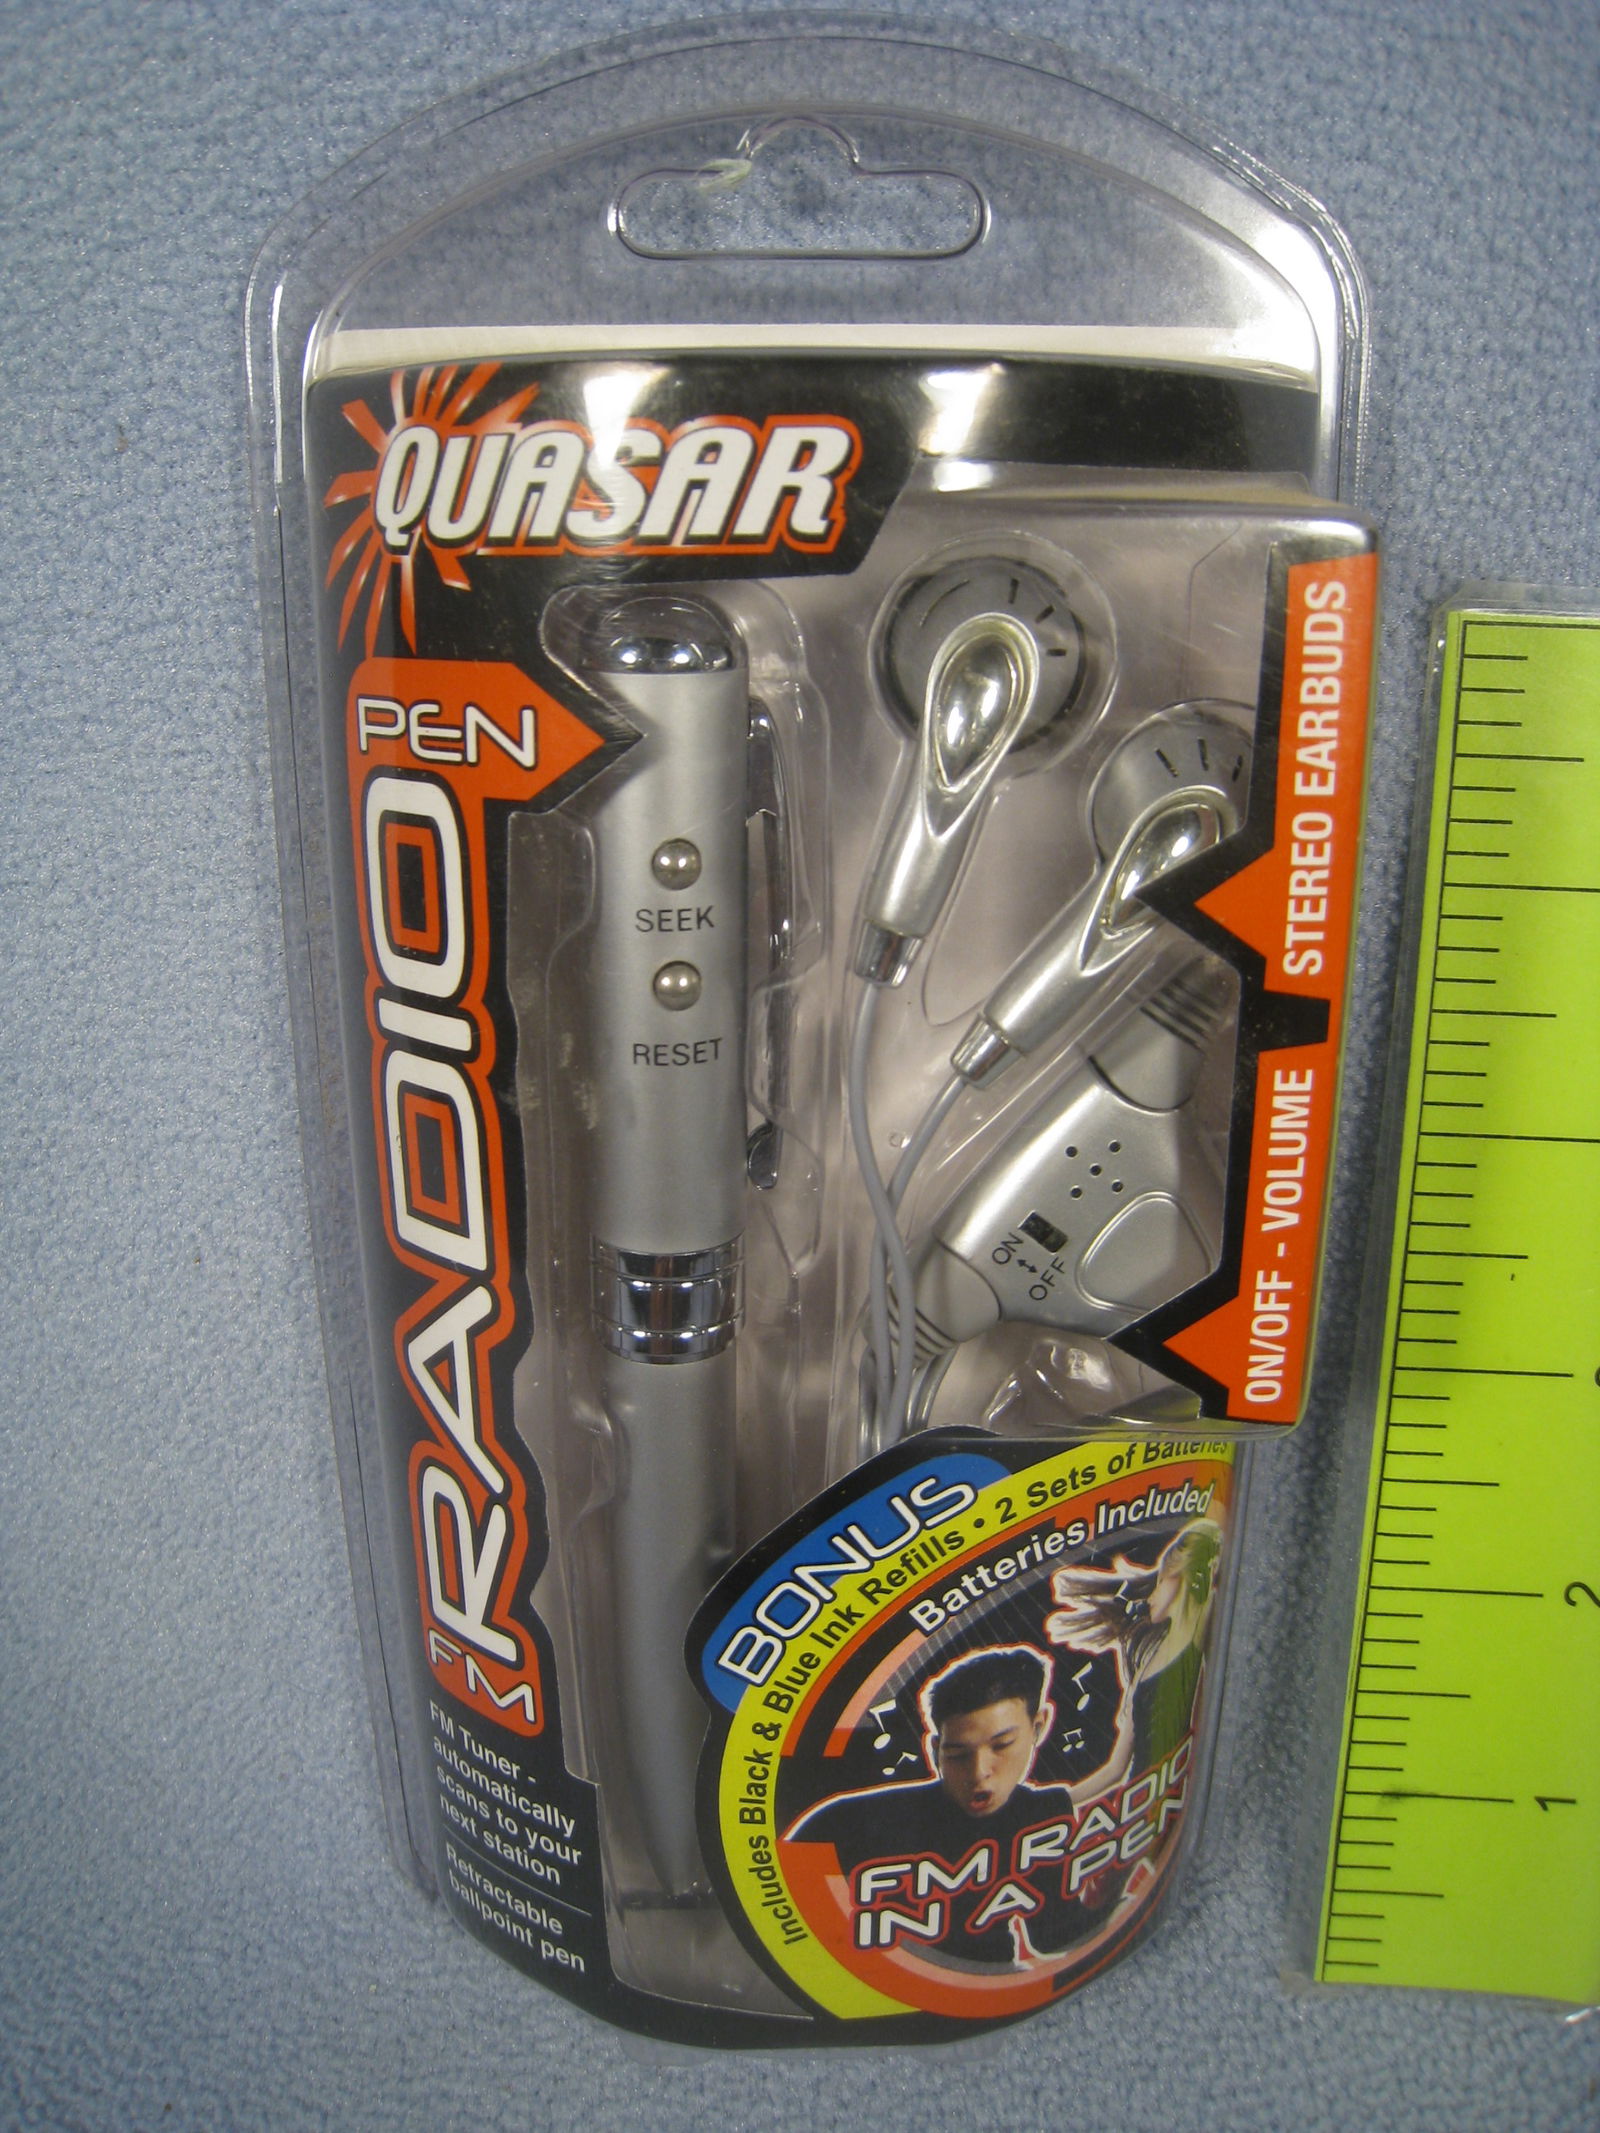 QUASAR
PEN
FM RADIO
SEEK
RESET
STEREO EARBUDS
ON/OFF - VOLUME
ON
↔
OFF
BONUS
Includes Black & Blue Ink Refills • 2 Sets of Batteries
Batteries Included
FM RADIO
IN A PEN
FM Tuner -
automatically
scans to your
next station
Retractable
ballpoint pen
2
1